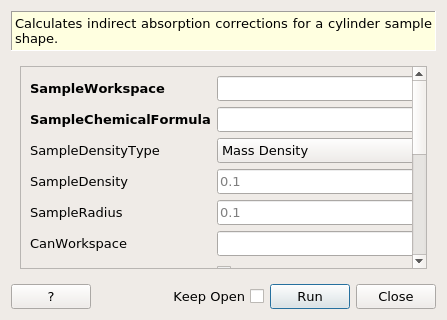 Calculates indirect absorption corrections for a cylinder sample
shape.
SampleWorkspace
SampleChemicalFormula
SampleDensityType Mass Density
SampleDensity 0.1
SampleRadius 0.1
CanWorkspace
? Keep Open Run Close